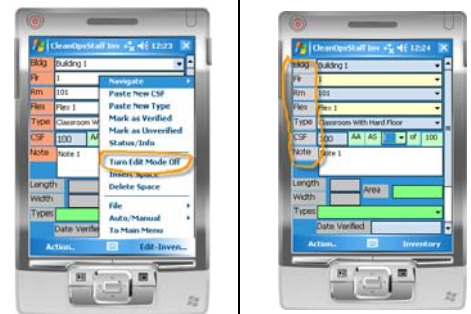 CleanOpsStaff Inv 12:23
Bldg Building 1
Flr 1
Rm 101
Flex Flex 1
Type Classroom W
CSF 100 AA
Note Note 1
Length
Width
Types
Date Verifie
Navigate
Paste New CSF
Paste New Type
Mark as Verified
Mark as Unverified
Status/Info
Turn Edit Mode Off
Insert Space
Delete Space
File
Auto/Manual
To Main Menu
Action... Edit-Inven...
CleanOpsStaff Inv 12:24
Bldg Building 1
Flr 1
Rm 101
Flex Flex 1
Type Classroom With Hard Floor
CSF 100 AA AS of 100
Note Note 1
Length
Width Area
Types
Date Verified
Action... Inventory